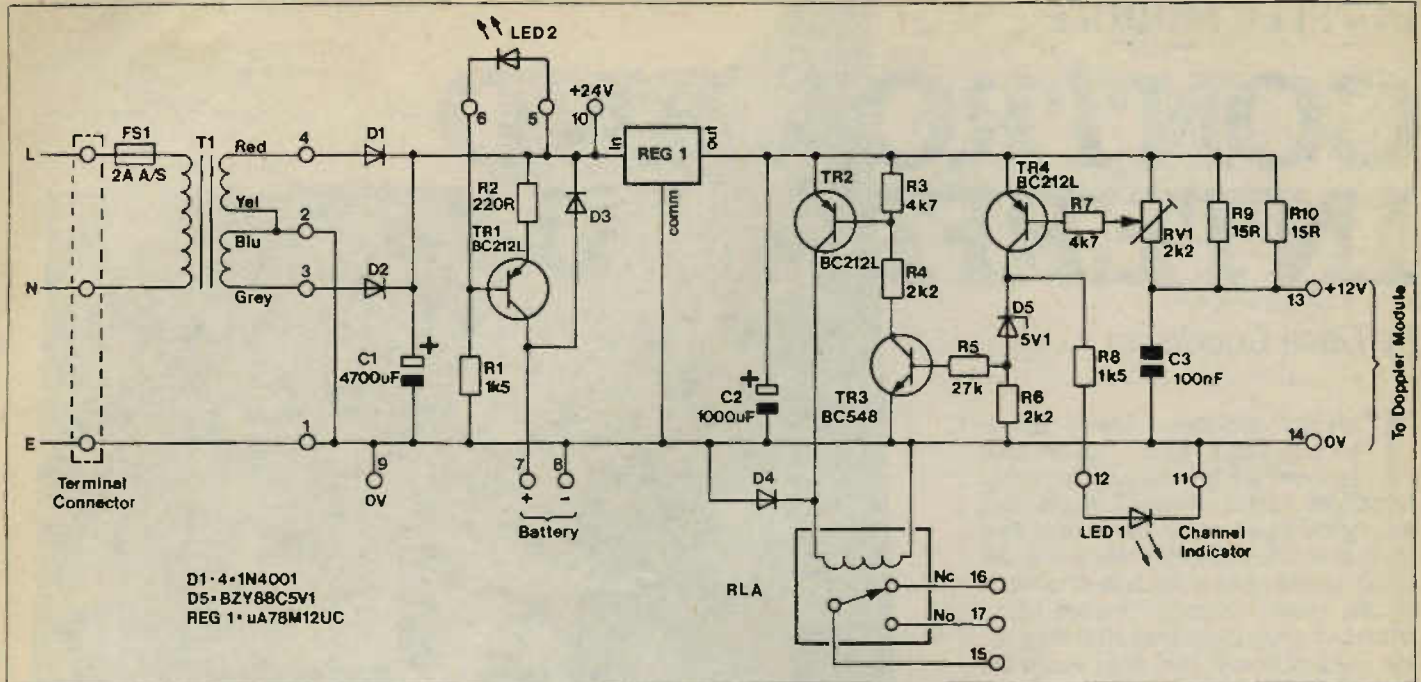 LED 2
+24V
10
6
5
FS1
2A A/S
T1
Red
4
D1
In
REG 1
out
comm
L
Yel
2
Blu
R2
220R
D3
TR1
BC212L
TR2
BC212L
R3
4k7
TR4
BC212L
R7
4k7
RV1
2k2
R9
15R
R10
15R
N
3
Grey
D2
R4
2k2
13
+12V
C1
4700uF
+
R1
1k5
C2
1000uF
+
TR3
BC548
R5
27k
D5
5V1
R6
2k2
R8
1k5
C3
100nF
To Doppler Module
E
1
14
0V
Terminal
Connector
9
0V
7
8
+
-
Battery
D4
12
11
LED 1
Channel
Indicator
D1-4=1N4001
D5=BZY88C5V1
REG 1=uA78M12UC
RLA
Nc
16
No
17
15